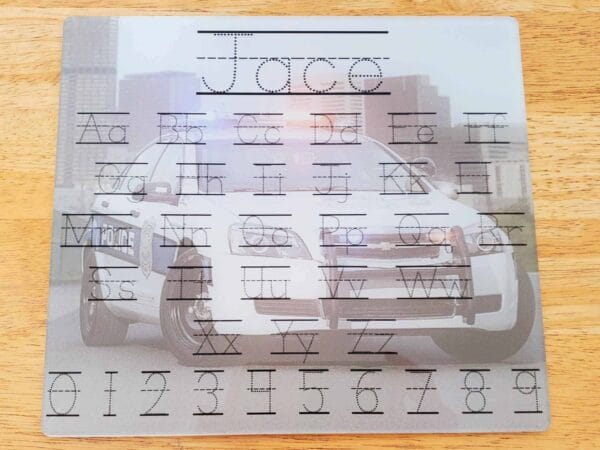 Jace
Aa Bb Cc Dd Ee Ff
Gg Hh Ii Jj Kk Ll
Mm Nn Oo Pp Qq Rr
POLICE
Ss Tt Uu Vv Ww
Xx Yy Zz
0 1 2 3 4 5 6 7 8 9